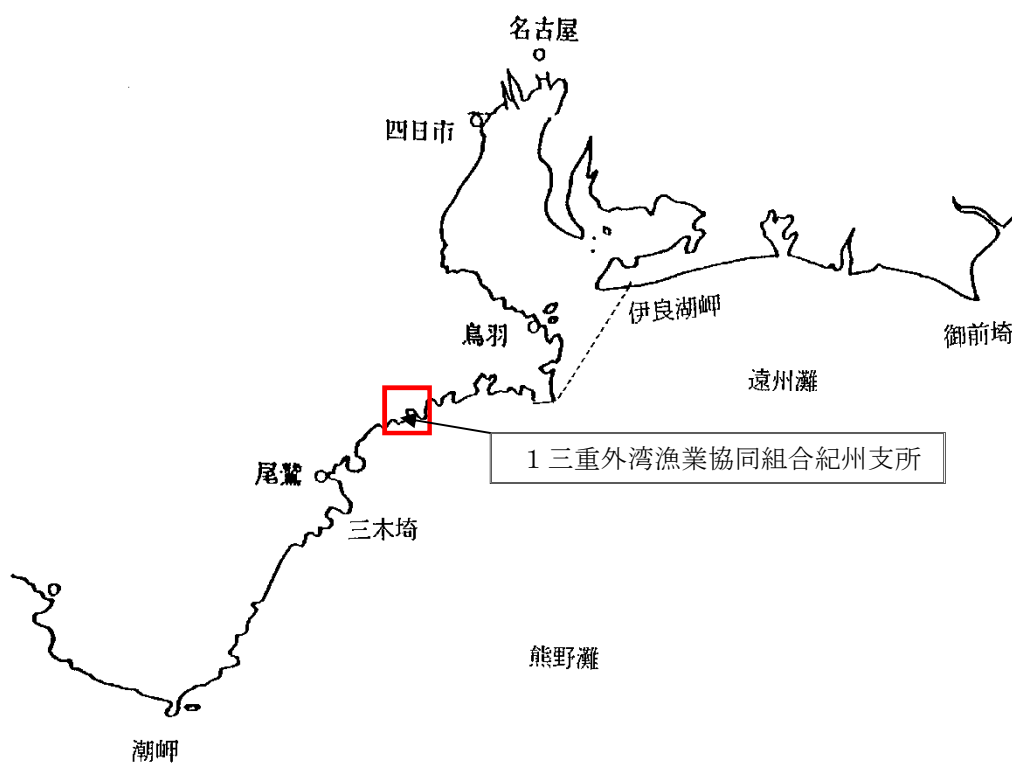 名古屋
四日市
伊良湖岬
鳥羽
御前埼
遠州灘
1三重外湾漁業協同組合紀州支所
尾鷲
三木埼
熊野灘
潮岬